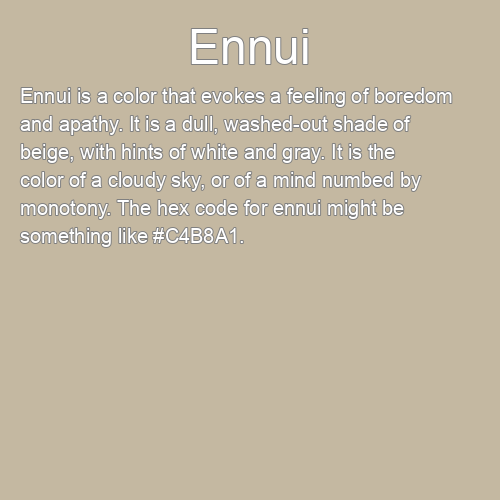 Ennui
Ennui is a color that evokes a feeling of boredom
and apathy. It is a dull, washed-out shade of
beige, with hints of white and gray. It is the
color of a cloudy sky, or of a mind numbed by
monotony. The hex code for ennui might be
something like #C4B8A1.